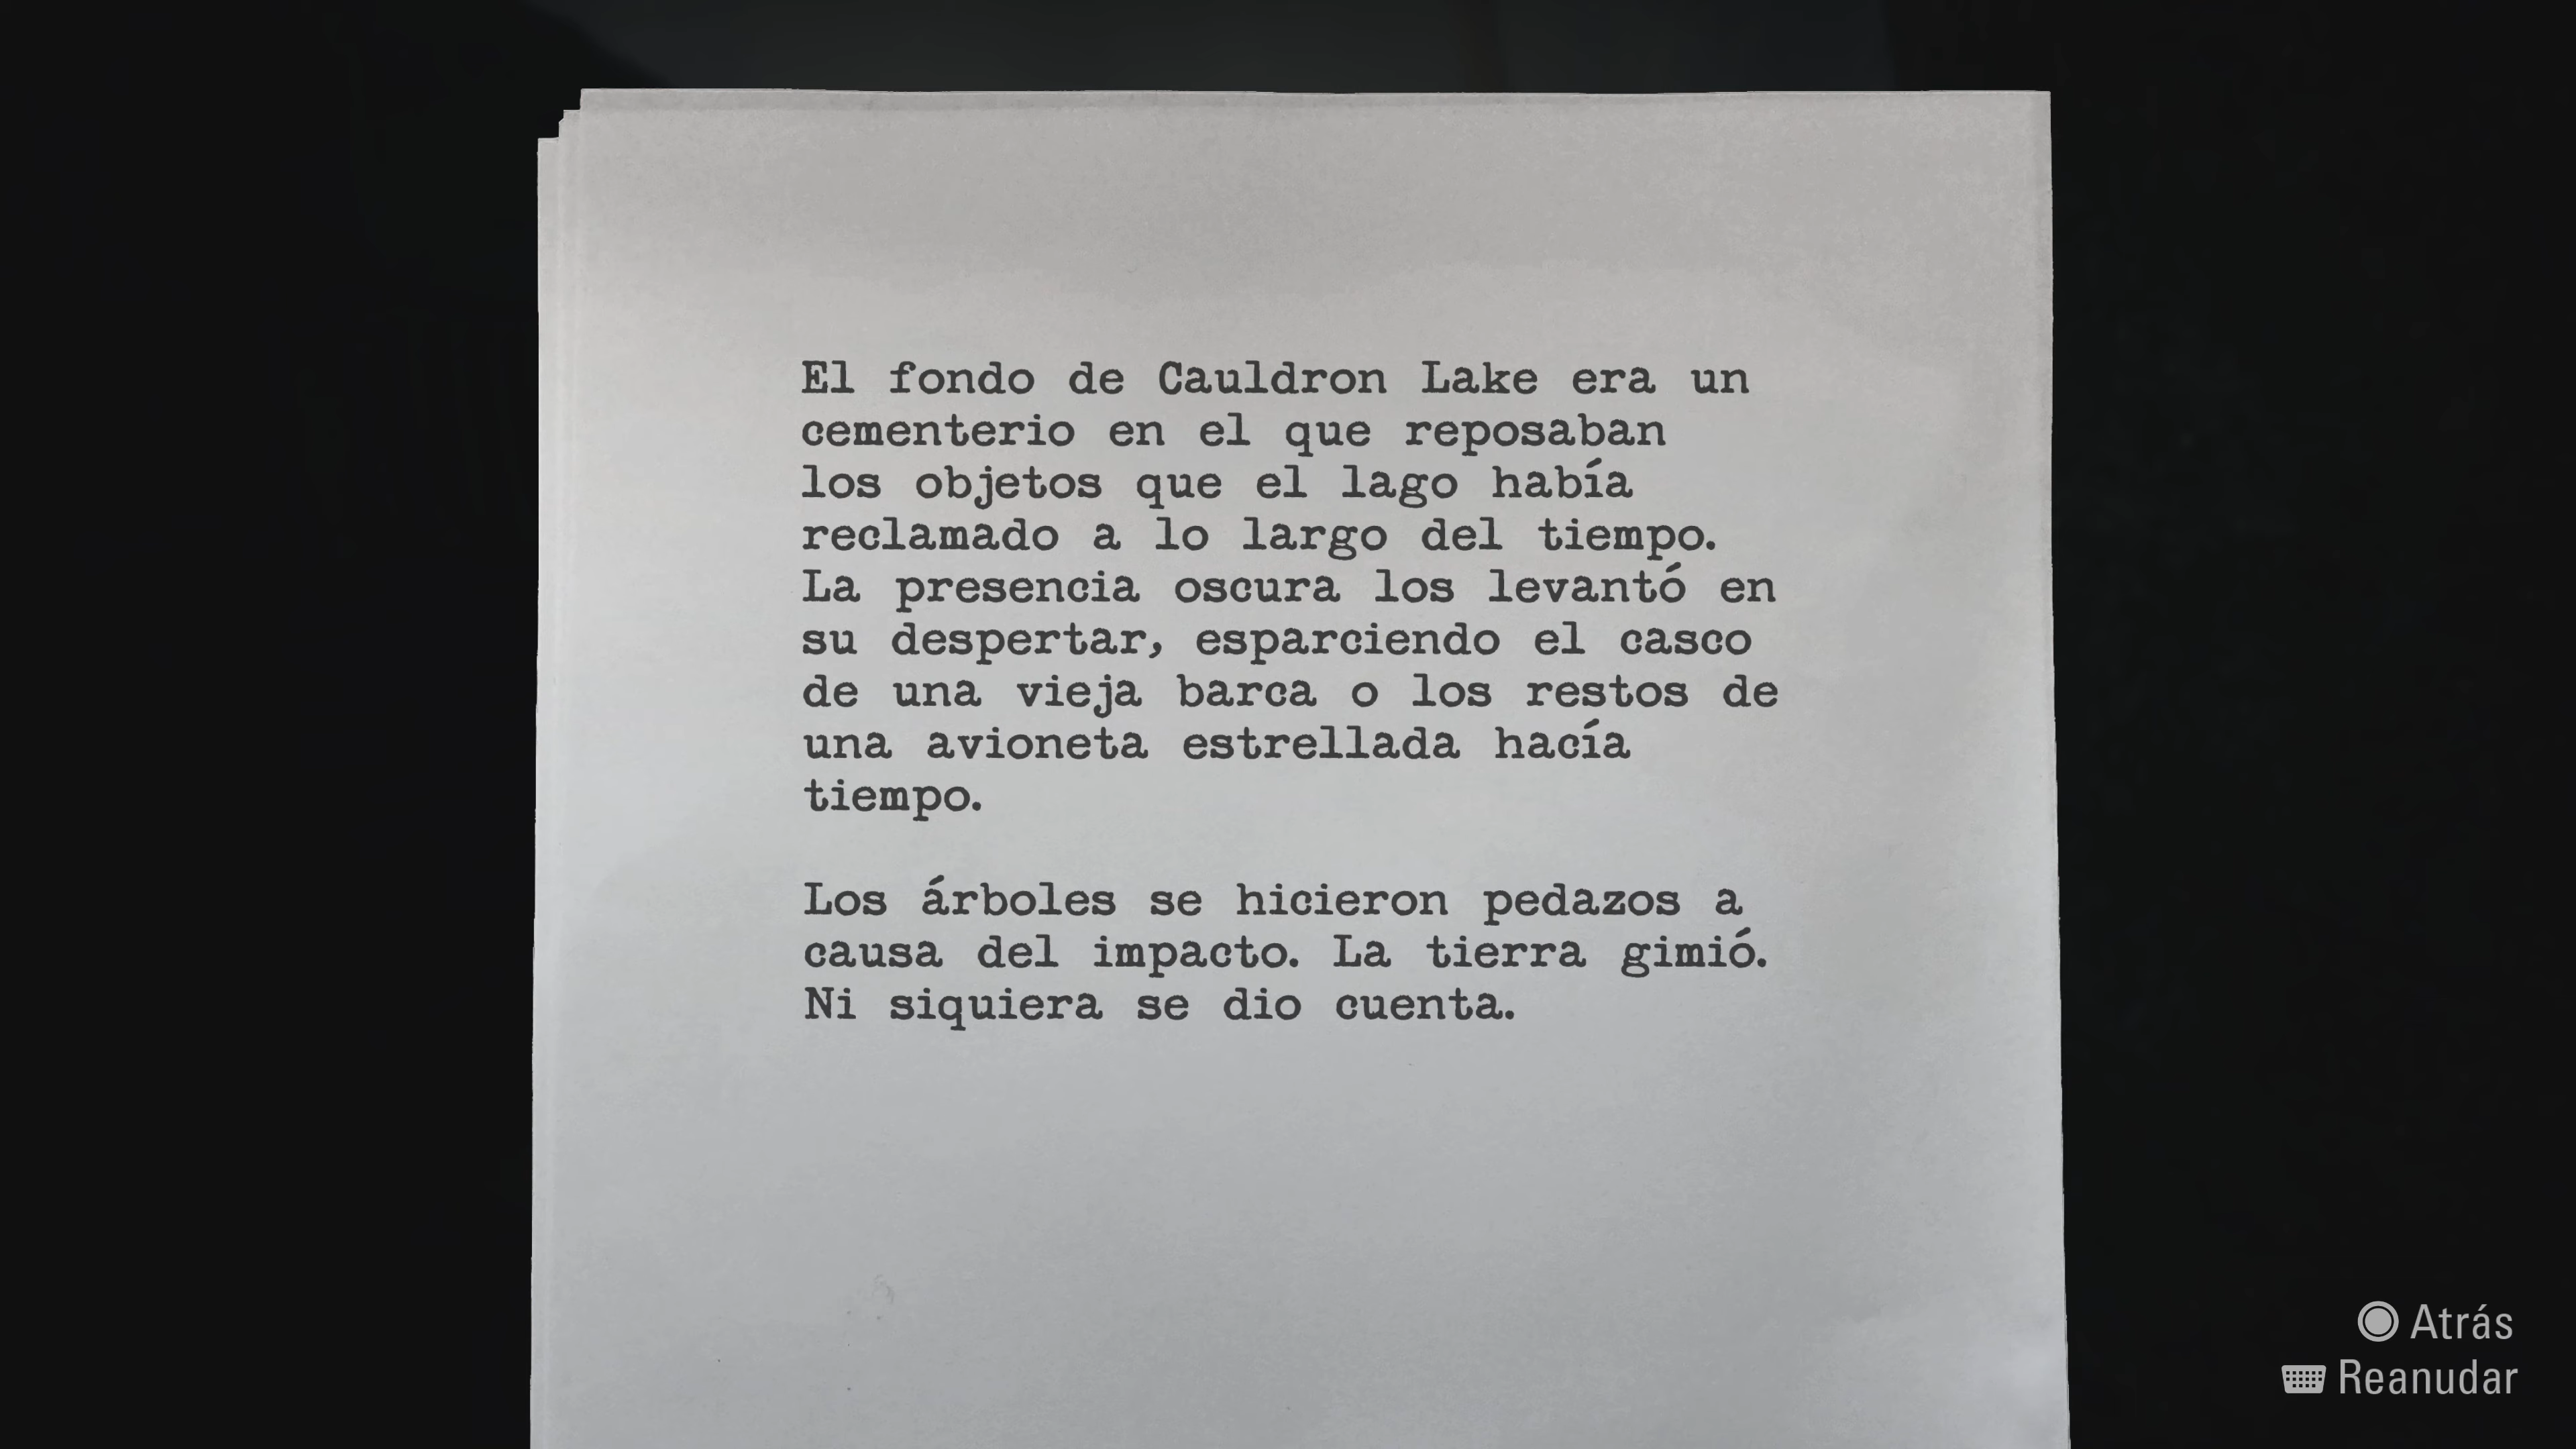 El fondo de Cauldron Lake era un
cementerio en el que reposaban
los objetos que el lago había
reclamado a lo largo del tiempo.
La presencia oscura los levantó en
su despertar, esparciendo el casco
de una vieja barca o los restos de
una avioneta estrellada hacía
tiempo.

Los árboles se hicieron pedazos a
causa del impacto. La tierra gimió.
Ni siquiera se dio cuenta.
Atrás
Reanudar